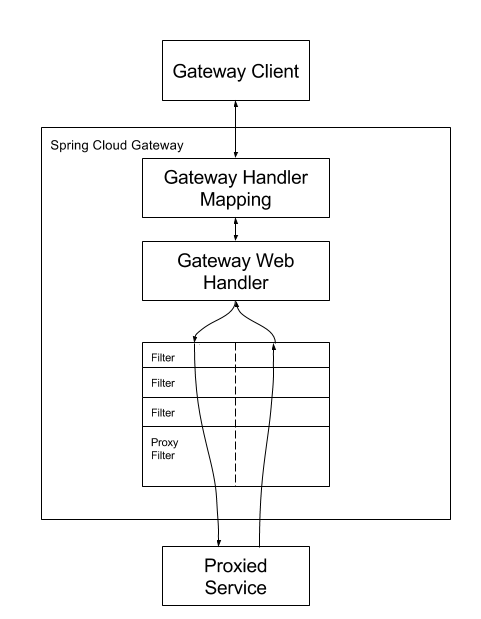 Gateway Client
Spring Cloud Gateway
Gateway Handler
Mapping
Gateway Web
Handler
Filter
Filter
Filter
Proxy
Filter
Proxied
Service